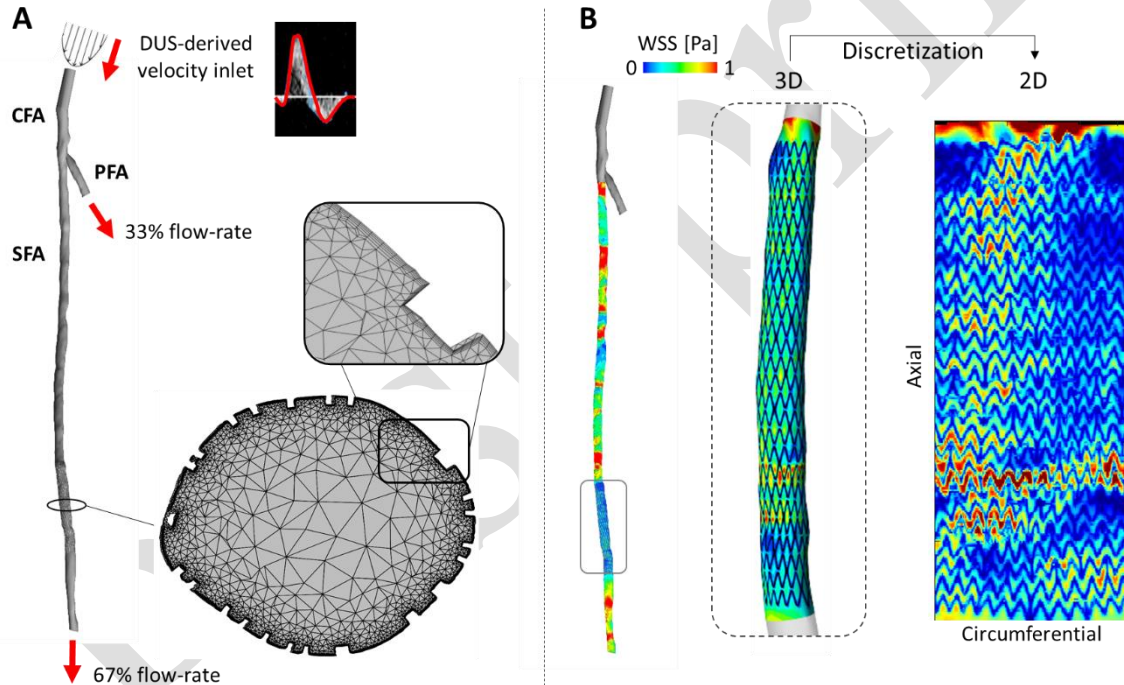 A
DUS-derived
velocity inlet
CFA
PFA
33% flow-rate
SFA
67% flow-rate
B
WSS [Pa]
0 1
Discretization
3D 2D
Axial
Circumferential